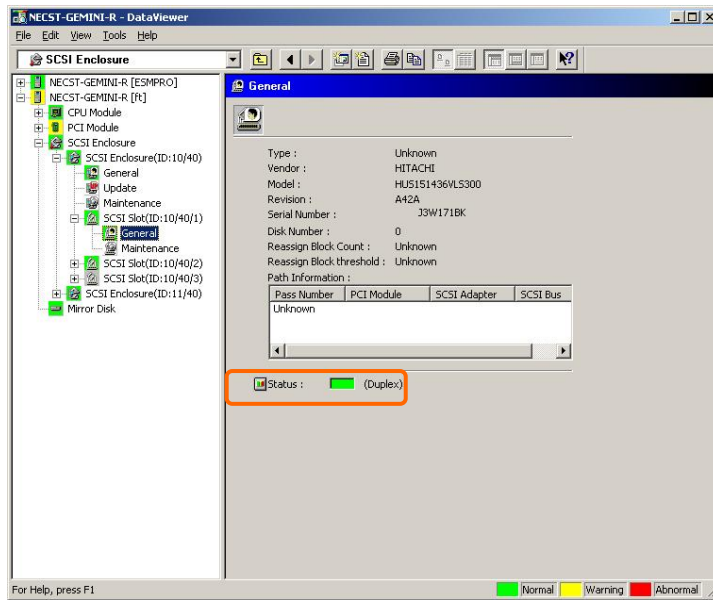 NECST-GEMINI-R - DataViewer
File Edit View Tools Help
SCSI Enclosure
NECST-GEMINI-R [ESMPRO]
NECST-GEMINI-R [ft]
CPU Module
PCI Module
SCSI Enclosure
SCSI Enclosure(ID:10/40)
General
Update
Maintenance
SCSI Slot(ID:10/40/1)
General
Maintenance
SCSI Slot(ID:10/40/2)
SCSI Slot(ID:10/40/3)
SCSI Enclosure(ID:11/40)
Mirror Disk
General
Type : Unknown
Vendor : HITACHI
Model : HUS151436VLS300
Revision : A42A
Serial Number : J3W171BK
Disk Number : 0
Reassign Block Count : Unknown
Reassign Block threshold : Unknown
Path Information :
Pass Number PCI Module SCSI Adapter SCSI Bus
Unknown
Status : (Duplex)
For Help, press F1
Normal Warning Abnormal